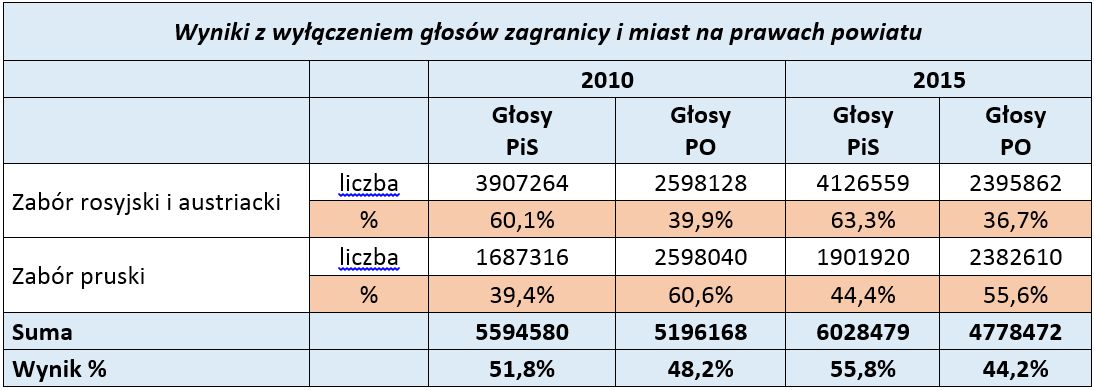 Wyniki z wyłączeniem głosów zagranicy i miast na prawach powiatu
2010 2015
Głosy PiS Głosy PO Głosy PiS Głosy PO
Zabór rosyjski i austriacki liczba 3907264 2598128 4126559 2395862
% 60,1% 39,9% 63,3% 36,7%
Zabór pruski liczba 1687316 2598040 1901920 2382610
% 39,4% 60,6% 44,4% 55,6%
Suma 5594580 5196168 6028479 4778472
Wynik % 51,8% 48,2% 55,8% 44,2%